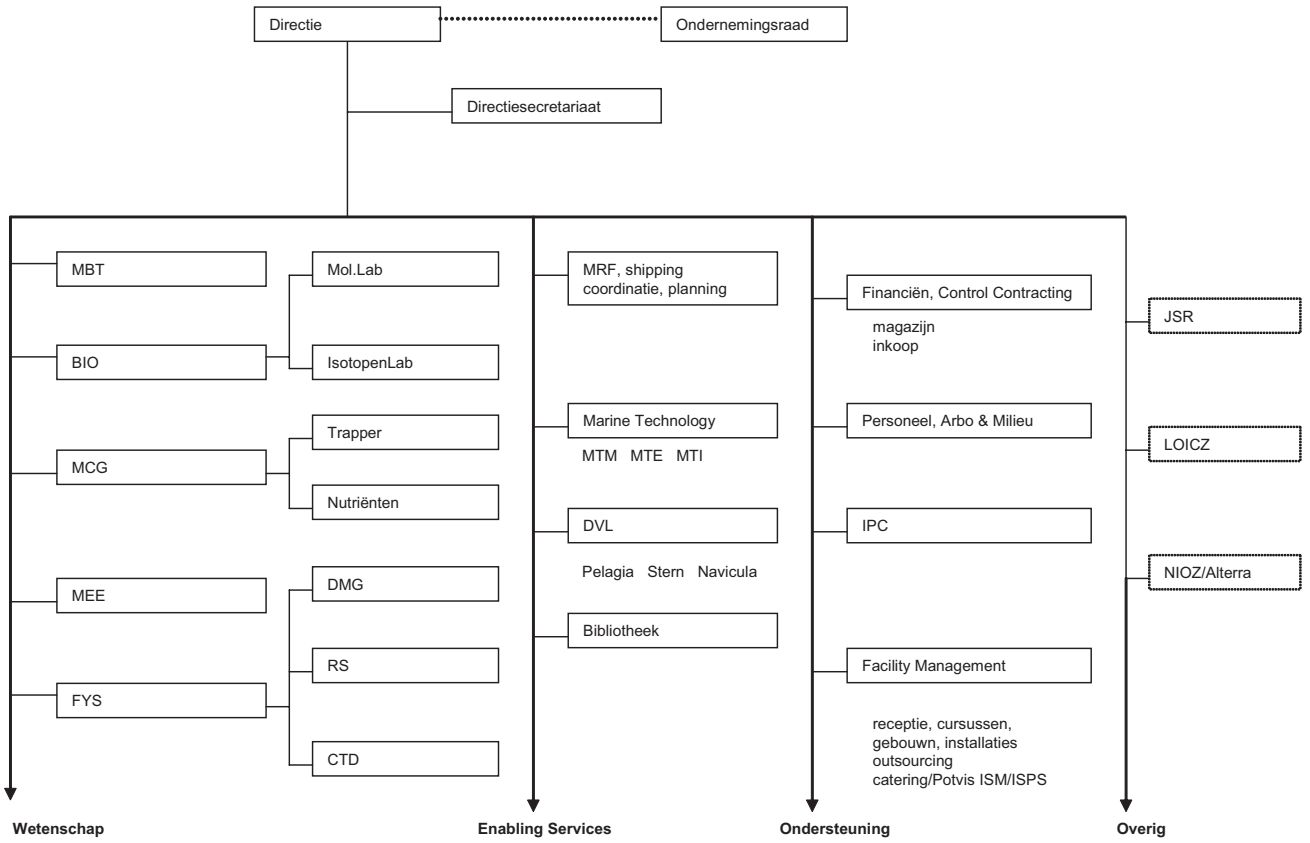 Directie
Ondernemingsraad
Directiesecretariaat
MBT
BIO
MCG
MEE
FYS
Mol.Lab
IsotopenLab
Trapper
Nutriënten
DMG
RS
CTD
Wetenschap
MRF, shipping
coordinatie, planning
Marine Technology
MTM MTE MTI
DVL
Pelagia Stern Navicula
Bibliotheek
Enabling Services
Financiën, Control Contracting
magazijn
inkoop
Personeel, Arbo & Milieu
IPC
Facility Management
receptie, cursussen,
gebouwn, installaties
outsourcing
catering/Potvis ISM/ISPS
Ondersteuning
JSR
LOICZ
NIOZ/Alterra
Overig